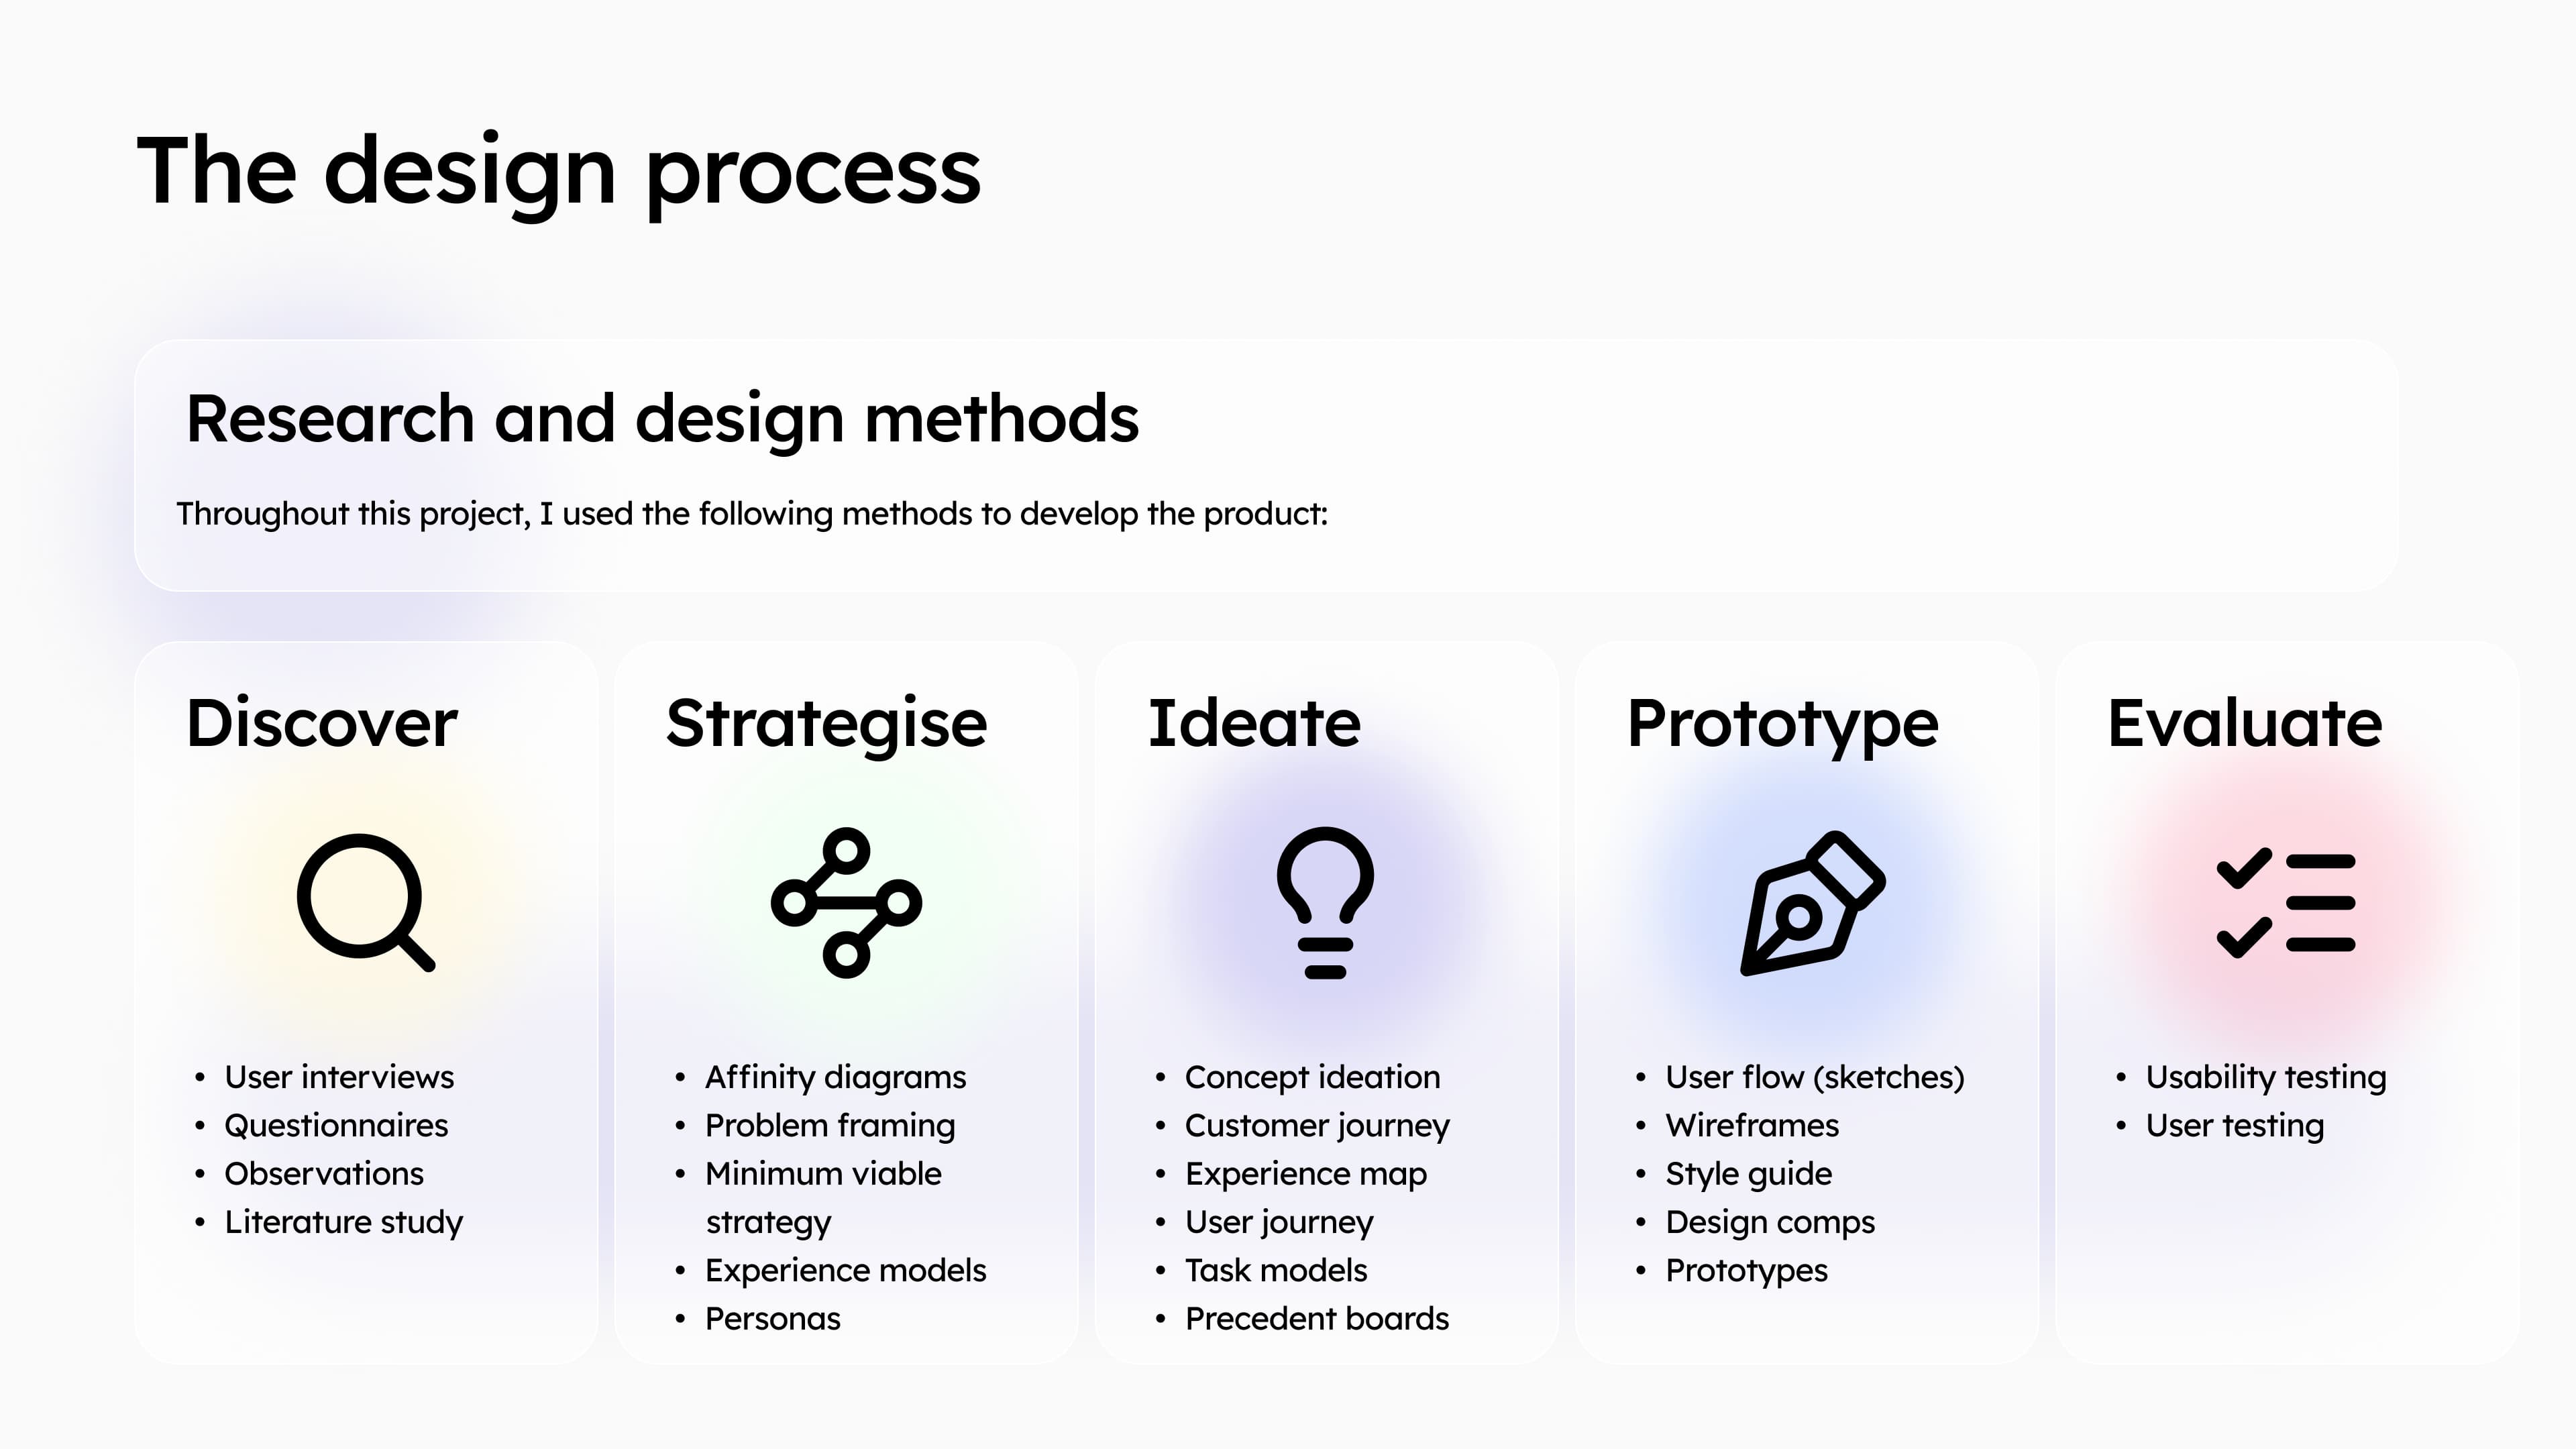 The design process
Research and design methods
Throughout this project, I used the following methods to develop the product:
Discover
• User interviews
• Questionnaires
• Observations
• Literature study
Strategise
• Affinity diagrams
• Problem framing
• Minimum viable
strategy
• Experience models
• Personas
Ideate
• Concept ideation
• Customer journey
• Experience map
• User journey
• Task models
• Precedent boards
Prototype
• User flow (sketches)
• Wireframes
• Style guide
• Design comps
• Prototypes
Evaluate
• Usability testing
• User testing